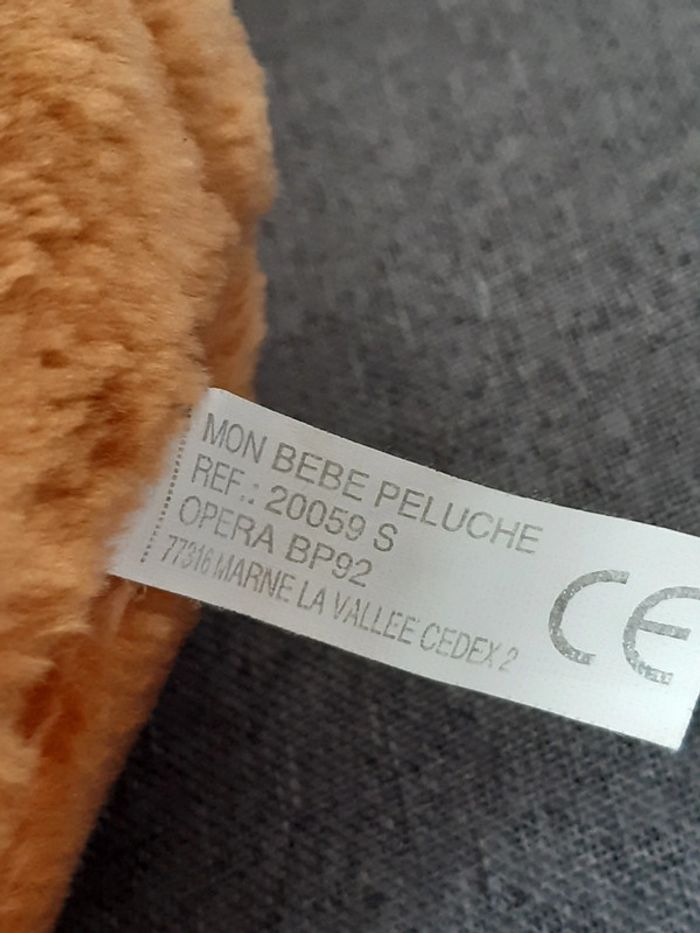 MON BEBE PELUCHE
REF.: 20059 S
OPERA BP92
77316 MARNE LA VALLEE CEDEX 2
CE